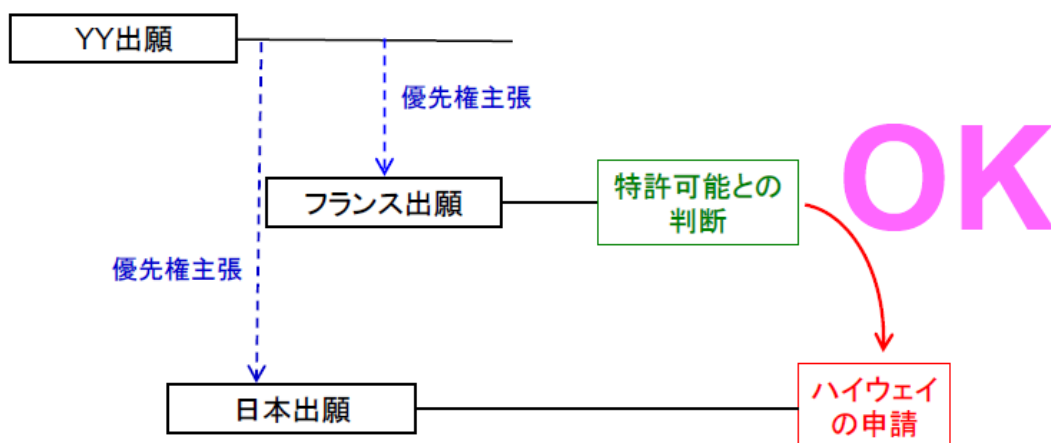 YY出願
優先権主張
OK
特許可能との
判断
フランス出願
優先権主張
ハイウェイ
の申請
日本出願